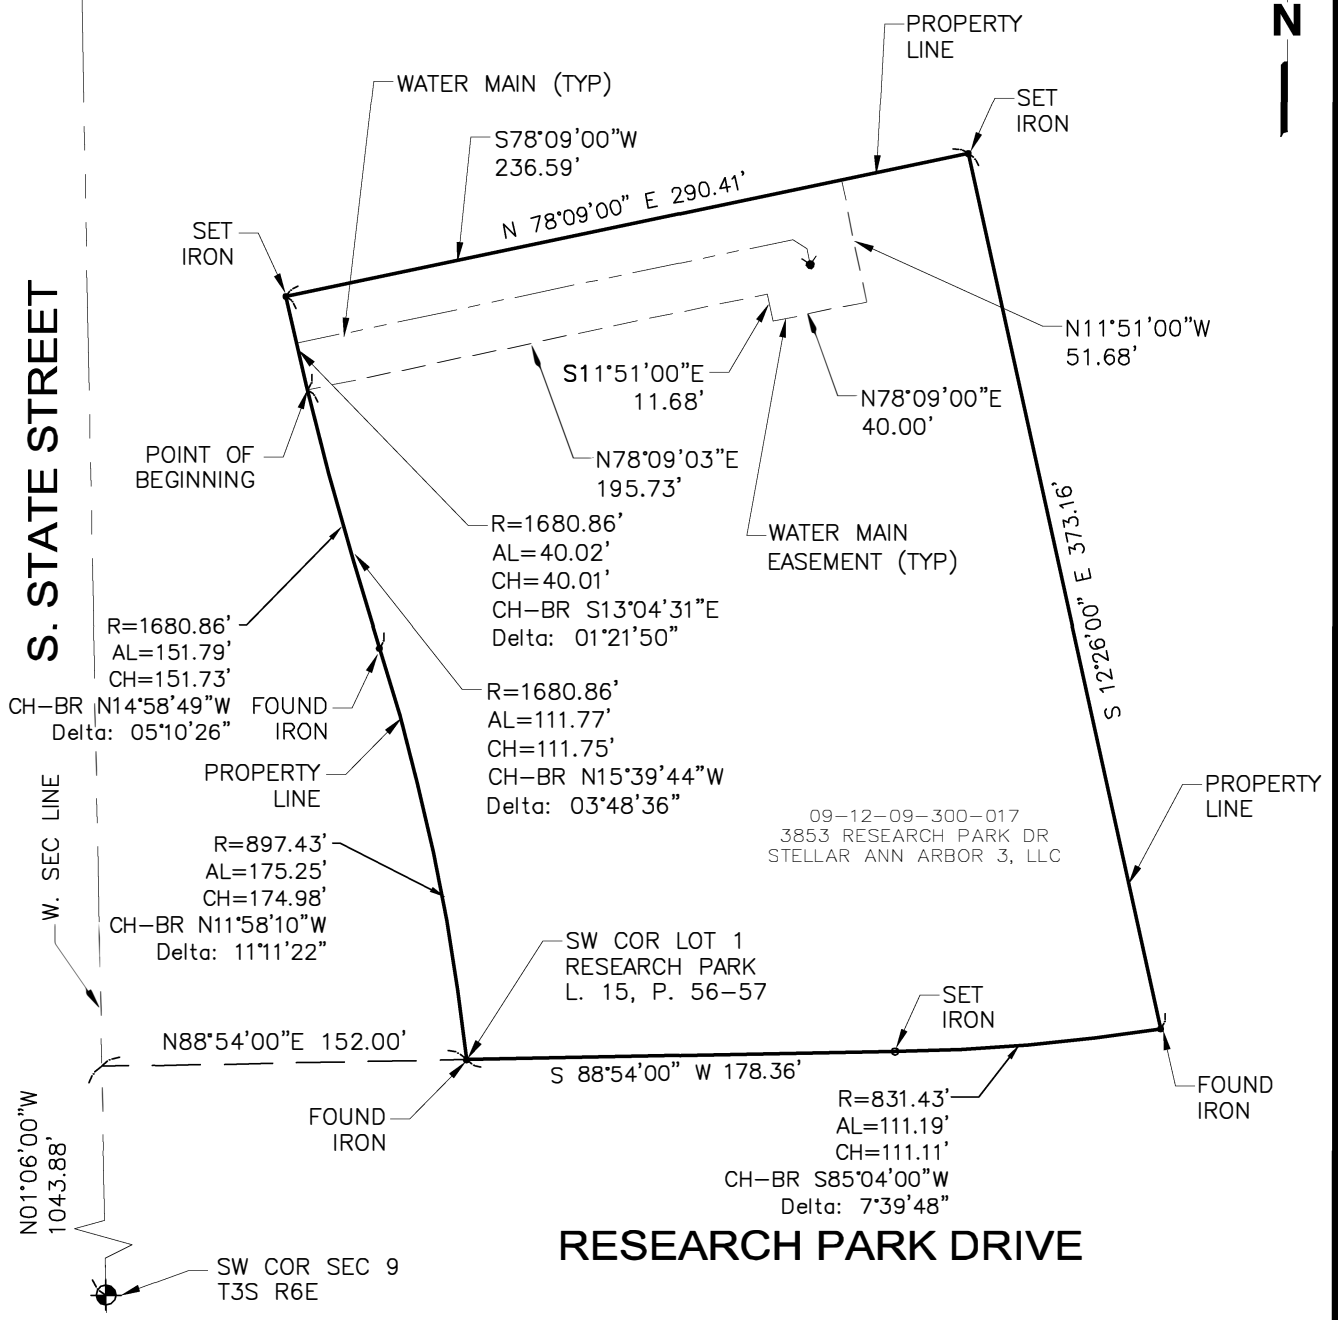 N
PROPERTY
LINE
WATER MAIN (TYP)
SET
IRON
S78°09'00"W
236.59'
N 78°09'00" E 290.41'
SET
IRON
S. STATE STREET
N11°51'00"W
51.68'
S11°51'00"E
11.68'
N78°09'00"E
40.00'
POINT OF
BEGINNING
N78°09'03"E
195.73'
S 12°26'00" E 373.16'
R=1680.86'
AL=40.02'
CH=40.01'
CH-BR S13°04'31"E
Delta: 01°21'50"
WATER MAIN
EASEMENT (TYP)
R=1680.86'
AL=151.79'
CH=151.73'
CH-BR N14°58'49"W
Delta: 05°10'26"
FOUND
IRON
R=1680.86'
AL=111.77'
CH=111.75'
CH-BR N15°39'44"W
Delta: 03°48'36"
PROPERTY
LINE
PROPERTY
LINE
W. SEC LINE
09-12-09-300-017
3853 RESEARCH PARK DR
STELLAR ANN ARBOR 3, LLC
R=897.43'
AL=175.25'
CH=174.98'
CH-BR N11°58'10"W
Delta: 11°11'22"
SW COR LOT 1
RESEARCH PARK
L. 15, P. 56-57
SET
IRON
N88°54'00"E 152.00'
S 88°54'00" W 178.36'
FOUND
IRON
R=831.43'
AL=111.19'
CH=111.11'
CH-BR S85°04'00"W
Delta: 7°39'48"
FOUND
IRON
N01°06'00"W
1043.88'
RESEARCH PARK DRIVE
SW COR SEC 9
T3S R6E